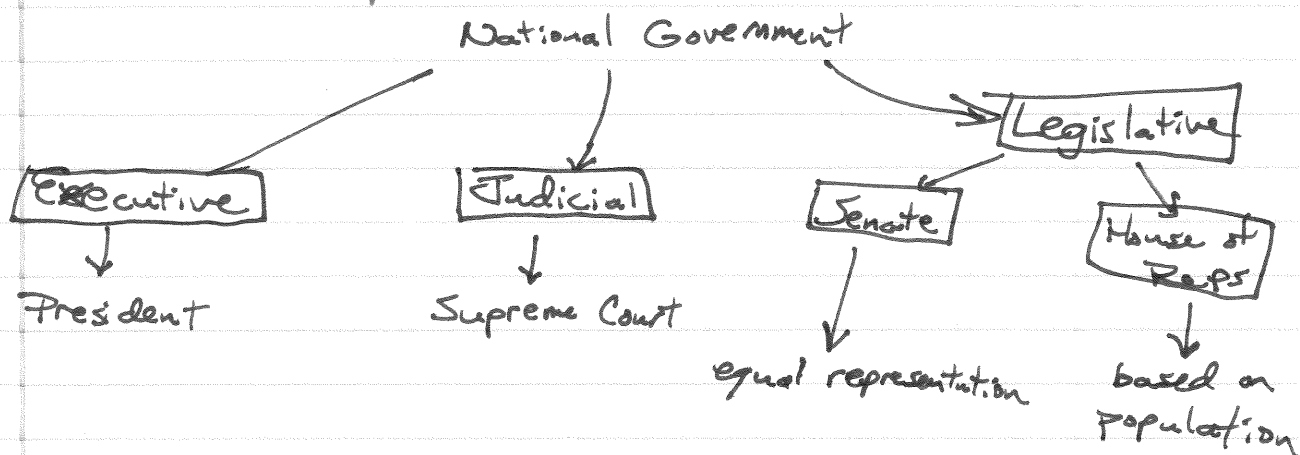 National Government
Legislative
Executive
Judicial
Senate
House of
Reps
President
Supreme Court
equal representation
based on
population